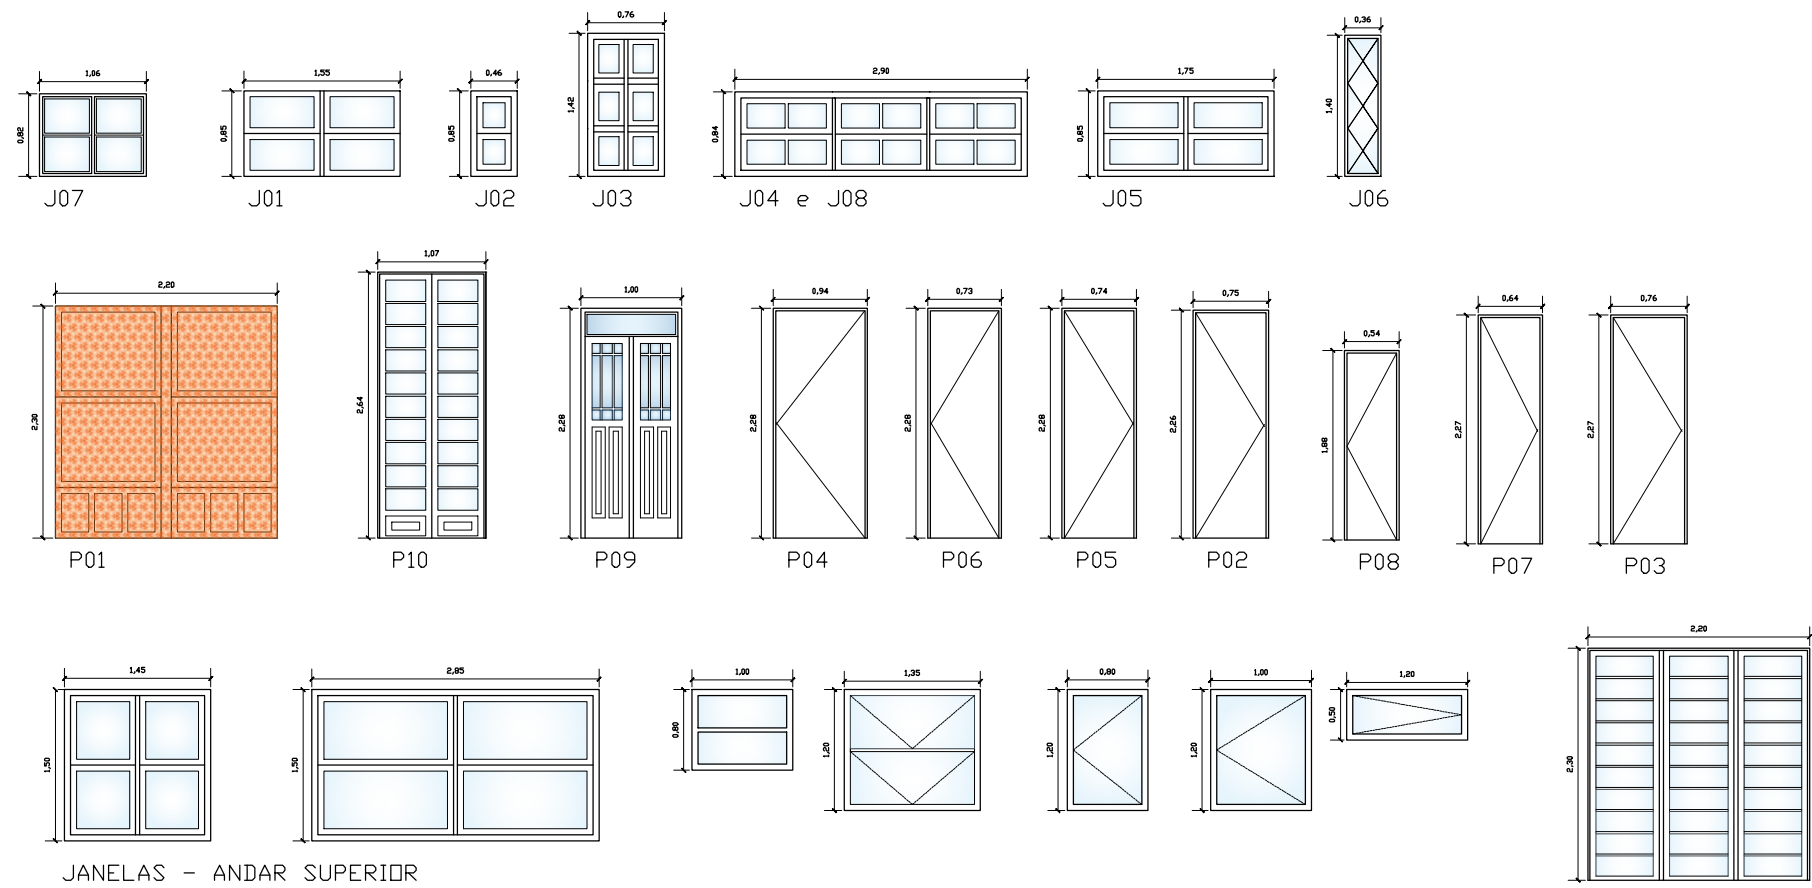 0,76
0,36
1,06
1,55
0,46
2,90
1,75
0,82
0,85
0,85
1,42
0,84
0,85
1,40
J07
J01
J02
J03
J04 e J08
J05
J06
2,20
1,07
1,00
0,94
0,73
0,74
0,75
0,54
0,64
0,76
2,30
2,64
2,28
2,28
2,28
2,28
2,26
1,88
2,27
2,27
P01
P10
P09
P04
P06
P05
P02
P08
P07
P03
1,45
2,85
1,00
1,35
0,80
1,00
1,20
2,20
1,50
1,50
0,80
1,20
1,20
1,20
0,50
2,30
JANELAS - ANDAR SUPERIOR